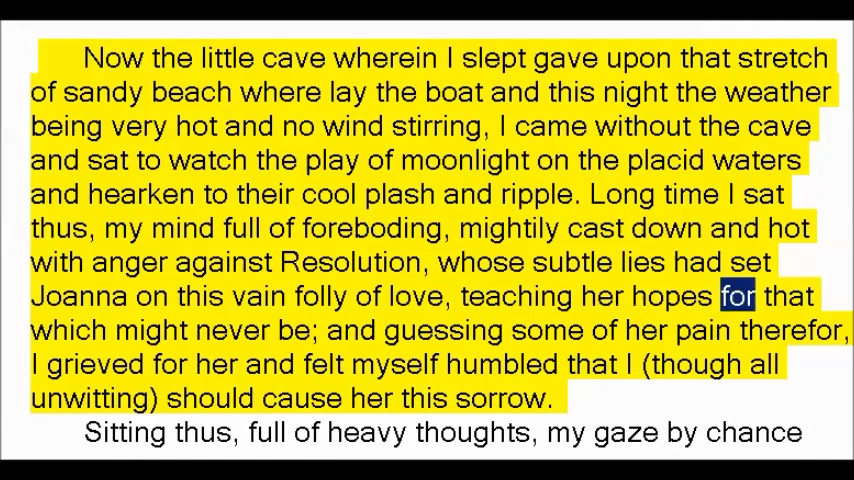 Now the little cave wherein I slept gave upon that stretch
of sandy beach where lay the boat and this night the weather
being very hot and no wind stirring, I came without the cave
and sat to watch the play of moonlight on the placid waters
and hearken to their cool plash and ripple. Long time I sat
thus, my mind full of foreboding, mightily cast down and hot
with anger against Resolution, whose subtle lies had set
Joanna on this vain folly of love, teaching her hopes for that
which might never be; and guessing some of her pain therefor,
I grieved for her and felt myself humbled that I (though all
unwitting) should cause her this sorrow.
Sitting thus, full of heavy thoughts, my gaze by chance